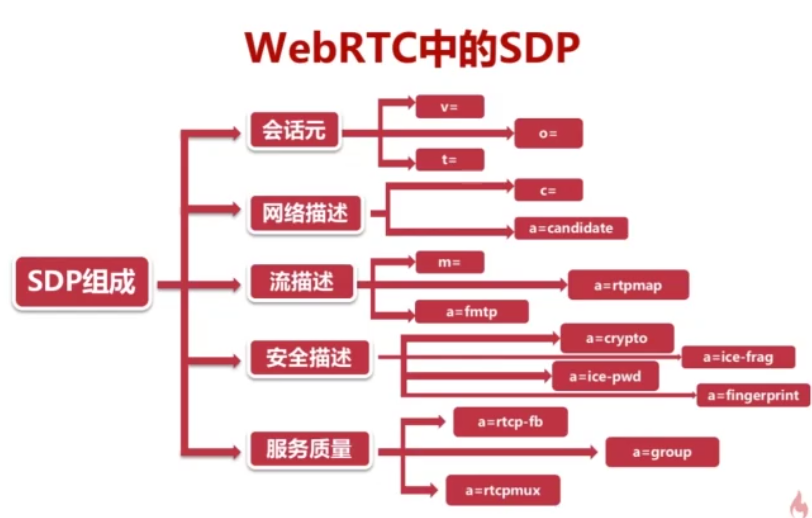 WebRTC中的SDP
SDP组成
会话元
v=
o=
t=
网络描述
c=
a=candidate
流描述
m=
a=rtpmap
a=fmtp
安全描述
a=crypto
a=ice-frag
a=ice-pwd
a=fingerprint
服务质量
a=rtcp-fb
a=group
a=rtcpmux